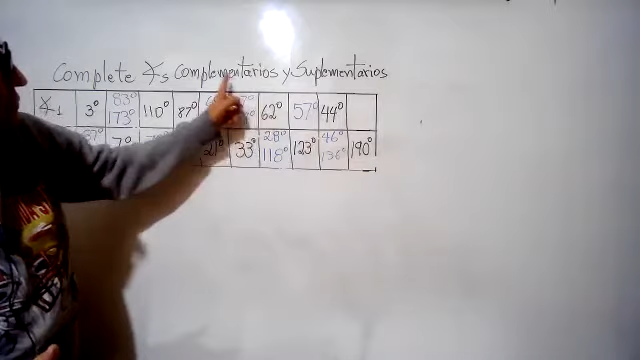 Complete ∡s Complementarios y Suplementarios
∡1 3° 83° 110° 87° 62° 57° 44°
173°
7° 21° 33° 28° 123° 46° 190°
118° 136°